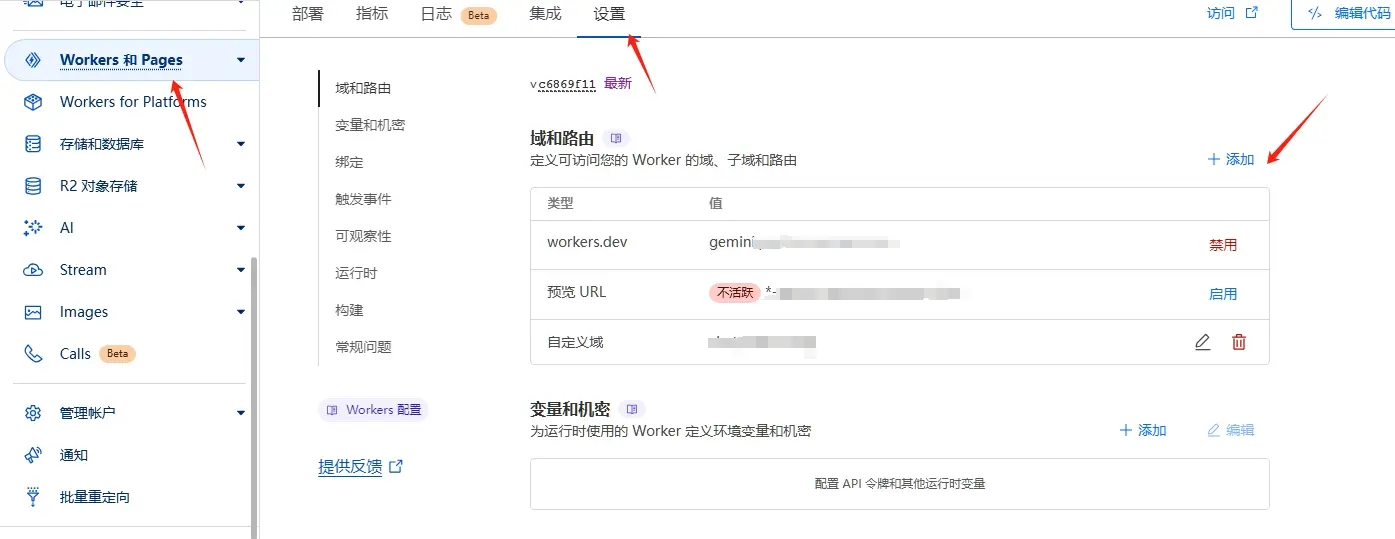 电子邮件安全
Workers 和 Pages
Workers for Platforms
存储和数据库
R2 对象存储
AI
Stream
Images
Calls Beta
管理帐户
通知
批量重定向
部署 指标 日志 Beta 集成 设置
访问 编辑代码
域和路由
变量和机密
绑定
触发事件
可观察性
运行时
构建
常规问题
Workers 配置
提供反馈
vc6869f11 最新
域和路由
定义可访问您的 Worker 的域、子域和路由
+ 添加
类型 值
workers.dev gemini 禁用
预览 URL 不活跃 *- 启用
自定义域
变量和机密
为运行时使用的 Worker 定义环境变量和机密
+ 添加 编辑
配置 API 令牌和其他运行时变量